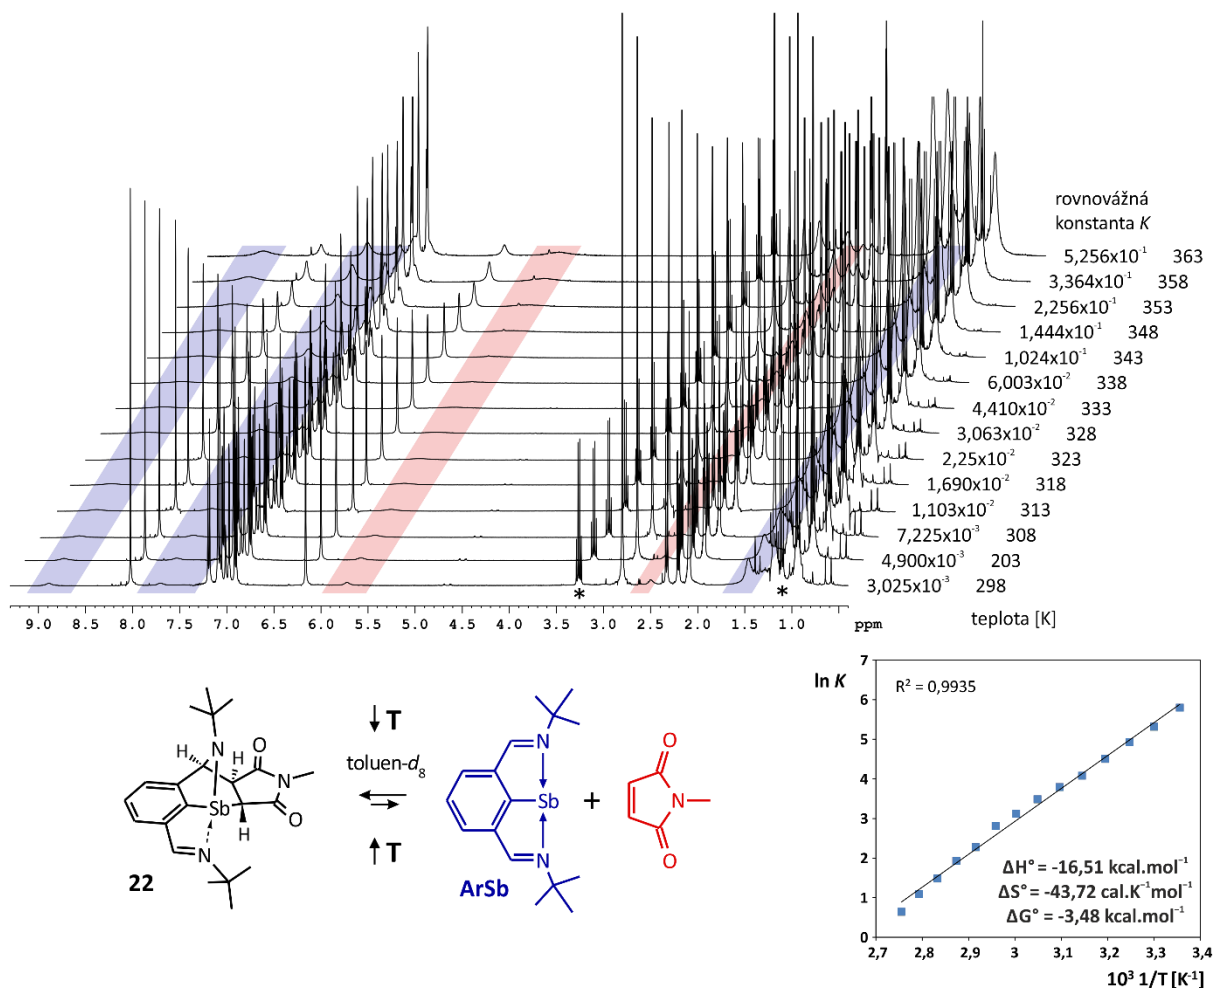 rovnovážná
konstanta K
5,256x10⁻¹ 363
3,364x10⁻¹ 358
2,256x10⁻¹ 353
1,444x10⁻¹ 348
1,024x10⁻¹ 343
6,003x10⁻² 338
4,410x10⁻² 333
3,063x10⁻² 328
2,25x10⁻² 323
1,690x10⁻² 318
1,103x10⁻² 313
7,225x10⁻³ 308
4,900x10⁻³ 203
3,025x10⁻³ 298
* *
9.0 8.5 8.0 7.5 7.0 6.5 6.0 5.5 5.0 4.5 4.0 3.5 3.0 2.5 2.0 1.5 1.0 ppm
teplota [K]
H N H O N O Sb H N
22
↓ T
toluen-d₈
↑ T
N Sb N
ArSb
+
O N O
ln K
R² = 0,9935
7
6
5
4
3
2
1
0
ΔH° = -16,51 kcal.mol⁻¹
ΔS° = -43,72 cal.K⁻¹mol⁻¹
ΔG° = -3,48 kcal.mol⁻¹
2,7 2,8 2,9 3 3,1 3,2 3,3 3,4
10³ 1/T [K⁻¹]